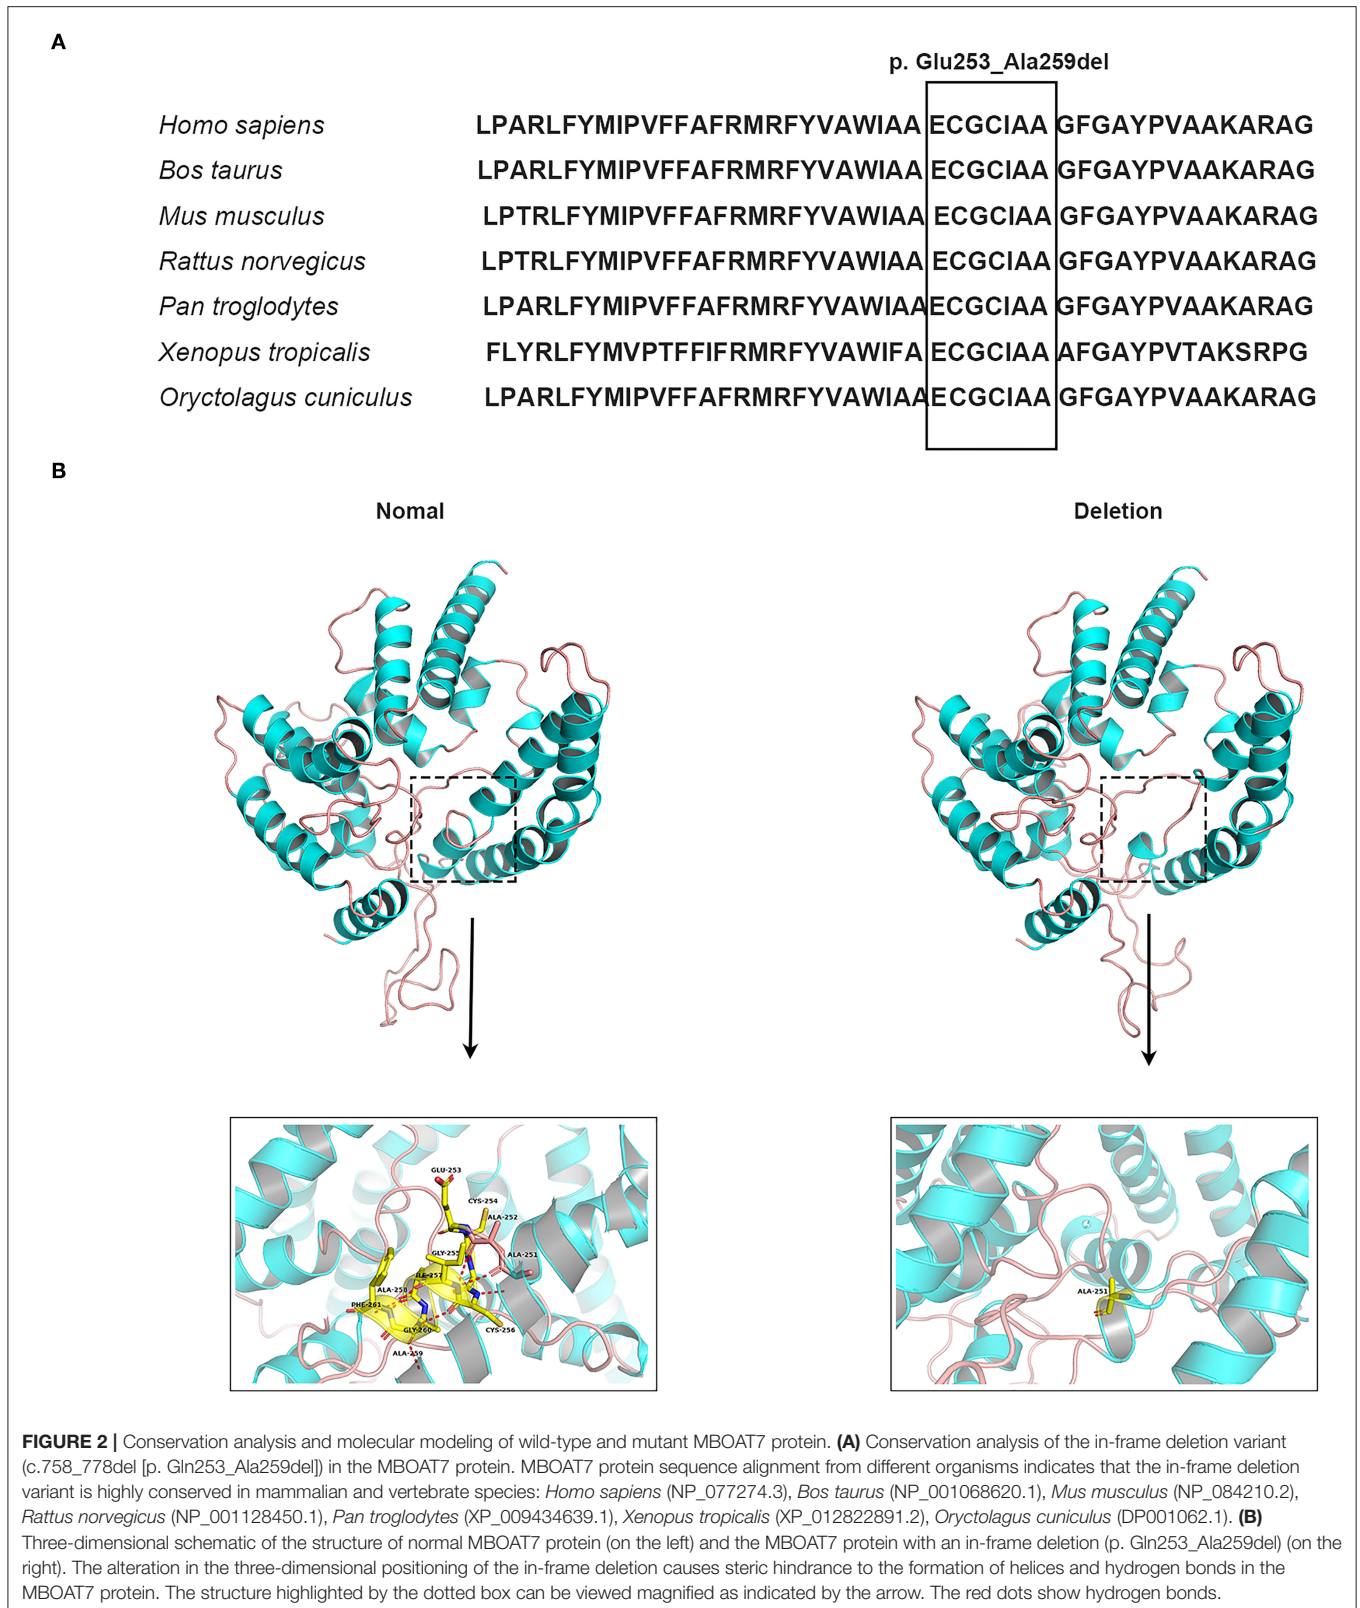 A
p. Glu253_Ala259del
Homo sapiens LPARLFYMIPVFFAFRMRFYVAWIAA ECGCIAA GFGAYPVAAKARAG
Bos taurus LPARLFYMIPVFFAFRMRFYVAWIAA ECGCIAA GFGAYPVAAKARAG
Mus musculus LPTRLFYMIPVFFAFRMRFYVAWIAA ECGCIAA GFGAYPVAAKARAG
Rattus norvegicus LPTRLFYMIPVFFAFRMRFYVAWIAA ECGCIAA GFGAYPVAAKARAG
Pan troglodytes LPARLFYMIPVFFAFRMRFYVAWIAAECGCIAA GFGAYPVAAKARAG
Xenopus tropicalis FLYRLFYMVPTFFIFRMRFYVAWIFA ECGCIAA AFGAYPVTAKSRPG
Oryctolagus cuniculus LPARLFYMIPVFFAFRMRFYVAWIAAECGCIAA GFGAYPVAAKARAG
B
Nomal Deletion
GLU-253
CYS-254
ALA-252
GLY-255
ALA-251
ILE-257
ALA-258
PHE-261
GLY-260
CYS-256
ALA-259
ALA-251
FIGURE 2 | Conservation analysis and molecular modeling of wild-type and mutant MBOAT7 protein. (A) Conservation analysis of the in-frame deletion variant
(c.758_778del [p. Gln253_Ala259del]) in the MBOAT7 protein. MBOAT7 protein sequence alignment from different organisms indicates that the in-frame deletion
variant is highly conserved in mammalian and vertebrate species: Homo sapiens (NP_077274.3), Bos taurus (NP_001068620.1), Mus musculus (NP_084210.2),
Rattus norvegicus (NP_001128450.1), Pan troglodytes (XP_009434639.1), Xenopus tropicalis (XP_012822891.2), Oryctolagus cuniculus (DP001062.1). (B)
Three-dimensional schematic of the structure of normal MBOAT7 protein (on the left) and the MBOAT7 protein with an in-frame deletion (p. Gln253_Ala259del) (on the
right). The alteration in the three-dimensional positioning of the in-frame deletion causes steric hindrance to the formation of helices and hydrogen bonds in the
MBOAT7 protein. The structure highlighted by the dotted box can be viewed magnified as indicated by the arrow. The red dots show hydrogen bonds.